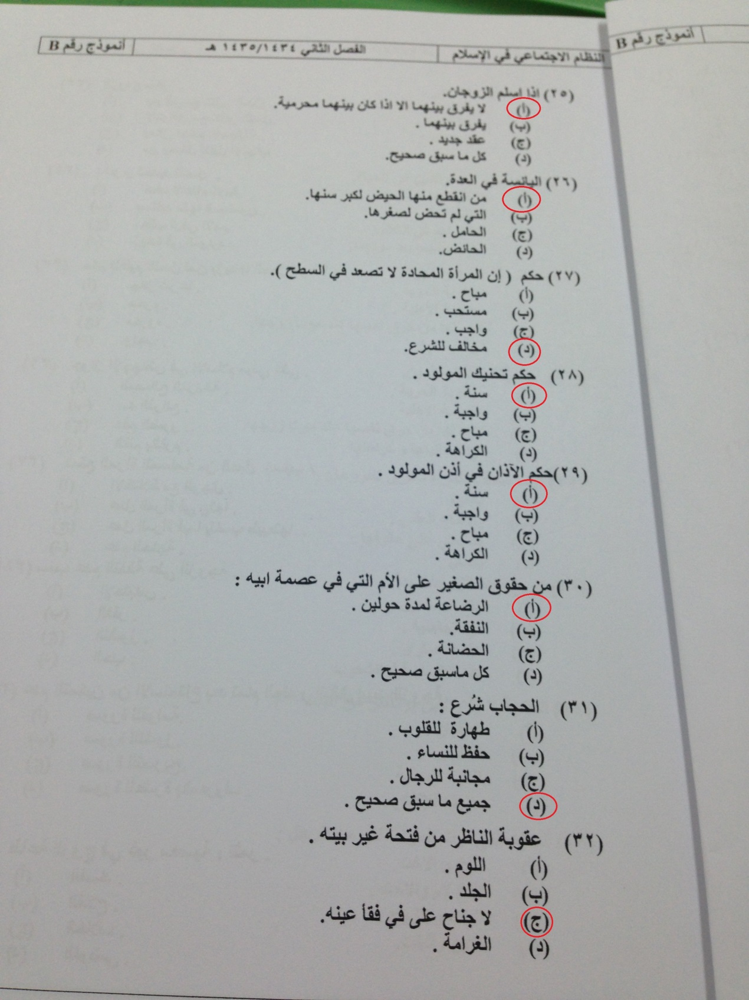 النظام الاجتماعي في الإسلام الفصل الثاني ١٤٣٥/١٤٣٤ هـ أنموذج رقم B
أنموذج رقم B
(٢٥) اذا اسلم الزوجان.
(أ) لا يفرق بينهما الا اذا كان بينهما محرمية.
(ب) يفرق بينهما .
(ج) عقد جديد .
(د) كل ما سبق صحيح.
(٢٦) اليائسة في العدة.
(أ) من انقطع منها الحيض لكبر سنها.
(ب) التي لم تحض لصغرها.
(ج) الحامل .
(د) الحائض.
(٢٧) حكم ( إن المرأة المحادة لا تصعد في السطح ).
(أ) مباح .
(ب) مستحب .
(ج) واجب .
(د) مخالف للشرع.
(٢٨) حكم تحنيك المولود .
(أ) سنة .
(ب) واجبة .
(ج) مباح .
(د) الكراهة .
(٢٩)حكم الآذان في أذن المولود .
(أ) سنة .
(ب) واجبة .
(ج) مباح .
(د) الكراهة .
(٣٠) من حقوق الصغير على الأم التي في عصمة ابيه :
(أ) الرضاعة لمدة حولين .
(ب) النفقة.
(ج) الحضانة .
(د) كل ماسبق صحيح .
(٣١) الحجاب شُرع :
(أ) طهارة للقلوب .
(ب) حفظ للنساء .
(ج) مجانبة للرجال .
(د) جميع ما سبق صحيح .
(٣٢) عقوبة الناظر من فتحة غير بيته .
(أ) اللوم .
(ب) الجلد .
(ج) لا جناح على في فقأ عينه.
(د) الغرامة .